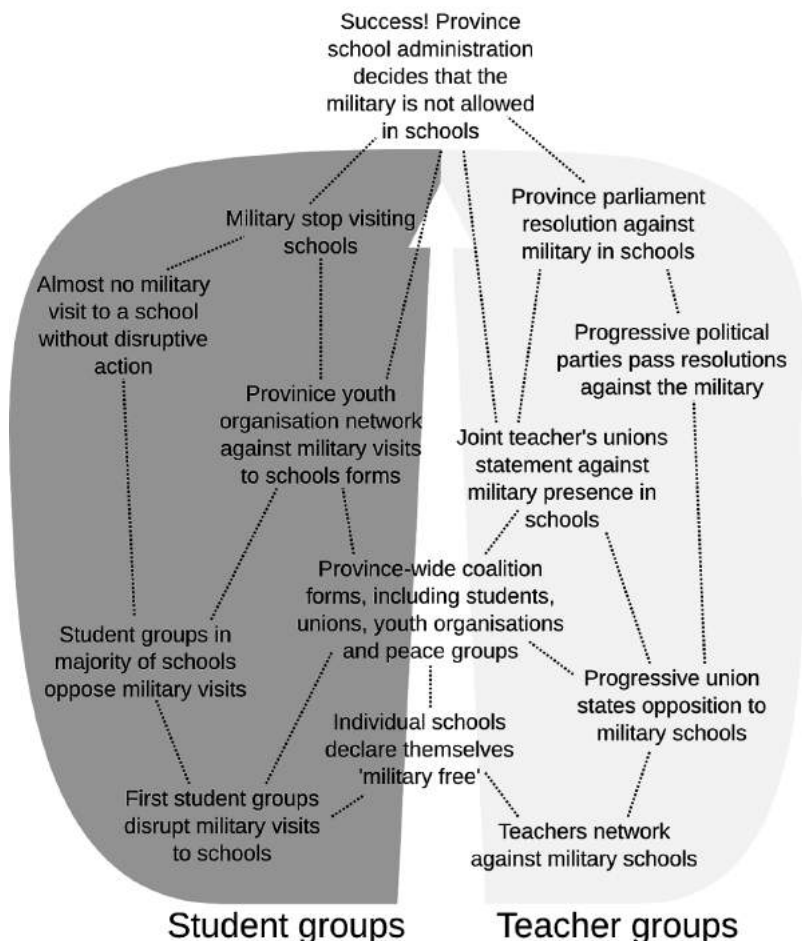 Success! Province
school administration
decides that the
military is not allowed
in schools
Military stop visiting
schools
Province parliament
resolution against
military in schools
Almost no military
visit to a school
without disruptive
action
Progressive political
parties pass resolutions
against the military
Provinice youth
organisation network
against military visits
to schools forms
Joint teacher's unions
statement against
military presence in
schools
Province-wide coalition
forms, including students,
unions, youth organisations
and peace groups
Student groups in
majority of schools
oppose military visits
Progressive union
states opposition to
military schools
Individual schools
declare themselves
'military free'
First student groups
disrupt military visits
to schools
Teachers network
against military schools
Student groups
Teacher groups